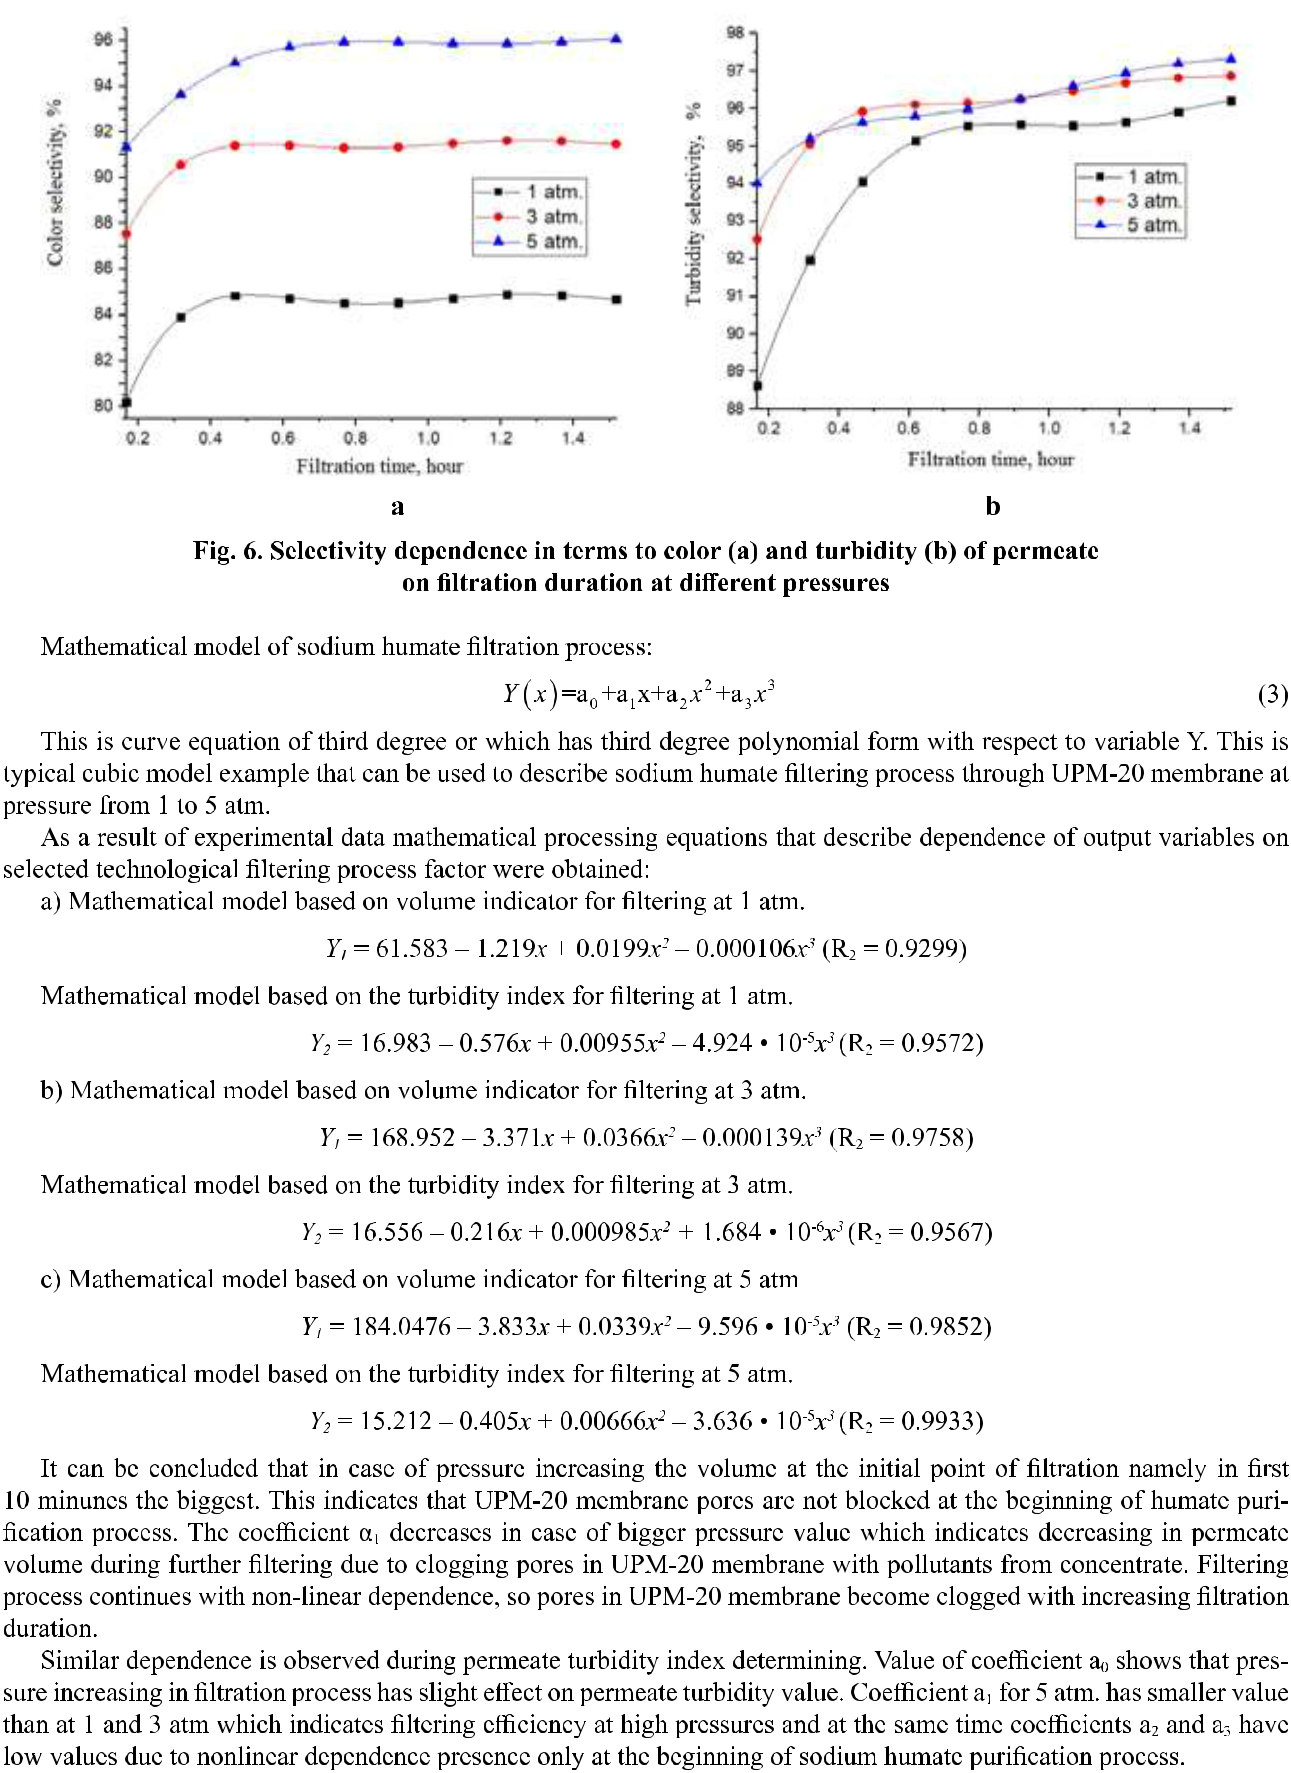 98
96
97
94
96
92
95
90
94
88
93
92
86
91
84
90
82
89
80
88
Color selectivity, %
Turbidity selectivity, %
1 atm.
3 atm.
5 atm.
1 atm.
3 atm.
5 atm.
0.2 0.4 0.6 0.8 1.0 1.2 1.4
0.2 0.4 0.6 0.8 1.0 1.2 1.4
Filtration time, hour
Filtration time, hour
a
b
Fig. 6. Selectivity dependence in terms to color (a) and turbidity (b) of permeate
on filtration duration at different pressures
Mathematical model of sodium humate filtration process:
Y(x)=a₀+a₁x+a₂x²+a₃x³ (3)
This is curve equation of third degree or which has third degree polynomial form with respect to variable Y. This is
typical cubic model example that can be used to describe sodium humate filtering process through UPM-20 membrane at
pressure from 1 to 5 atm.
As a result of experimental data mathematical processing equations that describe dependence of output variables on
selected technological filtering process factor were obtained:
a) Mathematical model based on volume indicator for filtering at 1 atm.
Y₁ = 61.583 – 1.219x + 0.0199x² – 0.000106x³ (R₂ = 0.9299)
Mathematical model based on the turbidity index for filtering at 1 atm.
Y₂ = 16.983 – 0.576x + 0.00955x² – 4.924 • 10⁻⁵x³ (R₂ = 0.9572)
b) Mathematical model based on volume indicator for filtering at 3 atm.
Y₁ = 168.952 – 3.371x + 0.0366x² – 0.000139x³ (R₂ = 0.9758)
Mathematical model based on the turbidity index for filtering at 3 atm.
Y₂ = 16.556 – 0.216x + 0.000985x² + 1.684 • 10⁻⁶x³ (R₂ = 0.9567)
c) Mathematical model based on volume indicator for filtering at 5 atm
Y₁ = 184.0476 – 3.833x + 0.0339x² – 9.596 • 10⁻⁵x³ (R₂ = 0.9852)
Mathematical model based on the turbidity index for filtering at 5 atm.
Y₂ = 15.212 – 0.405x + 0.00666x² – 3.636 • 10⁻⁵x³ (R₂ = 0.9933)
It can be concluded that in case of pressure increasing the volume at the initial point of filtration namely in first
10 minunes the biggest. This indicates that UPM-20 membrane pores are not blocked at the beginning of humate puri-
fication process. The coefficient α₁ decreases in case of bigger pressure value which indicates decreasing in permeate
volume during further filtering due to clogging pores in UPM-20 membrane with pollutants from concentrate. Filtering
process continues with non-linear dependence, so pores in UPM-20 membrane become clogged with increasing filtration
duration.
Similar dependence is observed during permeate turbidity index determining. Value of coefficient a₀ shows that pres-
sure increasing in filtration process has slight effect on permeate turbidity value. Coefficient a₁ for 5 atm. has smaller value
than at 1 and 3 atm which indicates filtering efficiency at high pressures and at the same time coefficients a₂ and a₃ have
low values due to nonlinear dependence presence only at the beginning of sodium humate purification process.